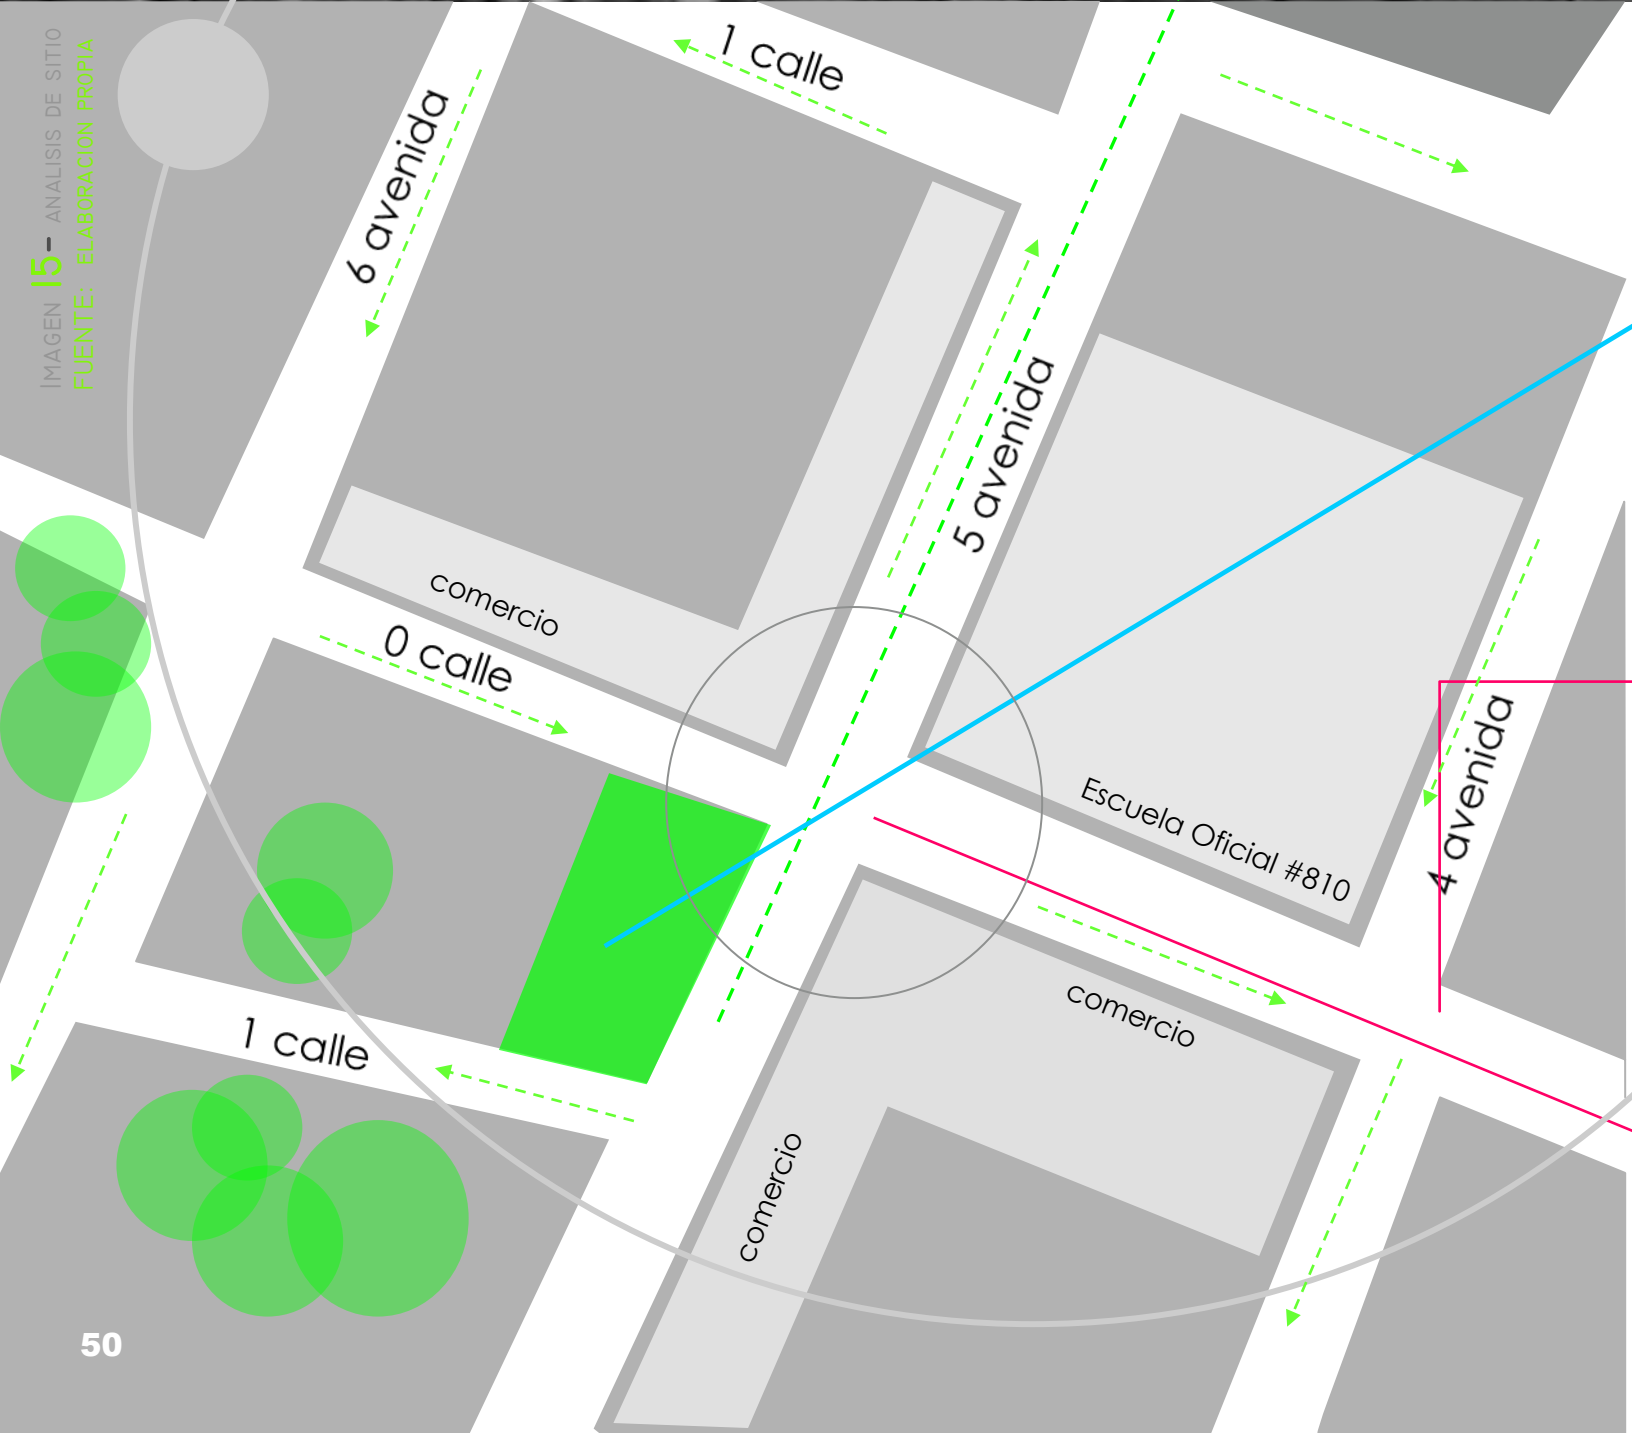 IMAGEN 15- ANALISIS DE SITIO
FUENTE: ELABORACION PROPIA
1 calle
6 avenida
5 avenida
comercio
0 calle
Escuela Oficial #810
4 avenida
comercio
1 calle
comercio
50